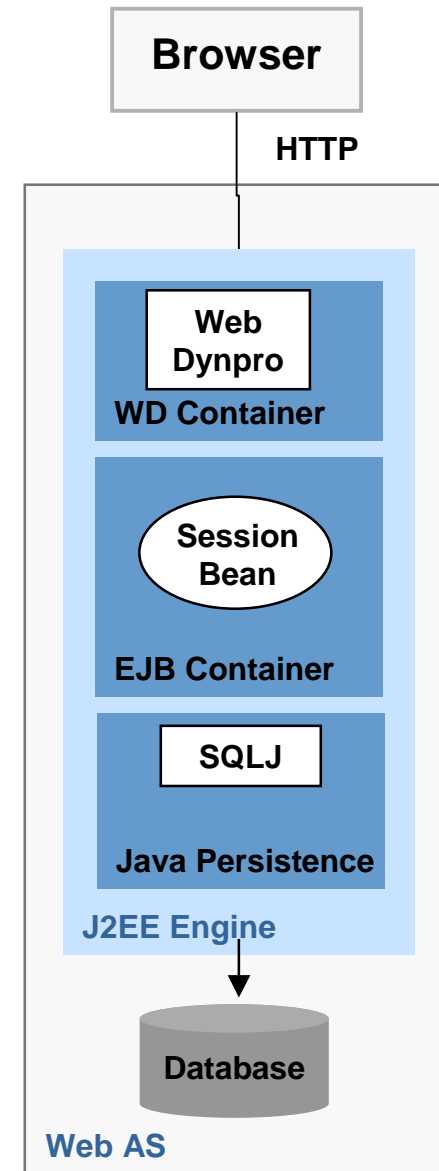 Browser
HTTP
Web
Dynpro
WD Container
Session
Bean
EJB Container
SQLJ
Java Persistence
J2EE Engine
Database
Web AS